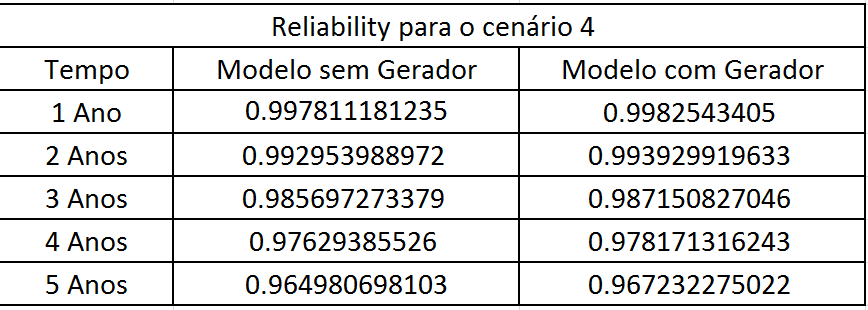 Reliability para o cenário 4
Tempo Modelo sem Gerador Modelo com Gerador
1 Ano 0.997811181235 0.9982543405
2 Anos 0.992953988972 0.993929919633
3 Anos 0.985697273379 0.987150827046
4 Anos 0.97629385526 0.978171316243
5 Anos 0.964980698103 0.967232275022